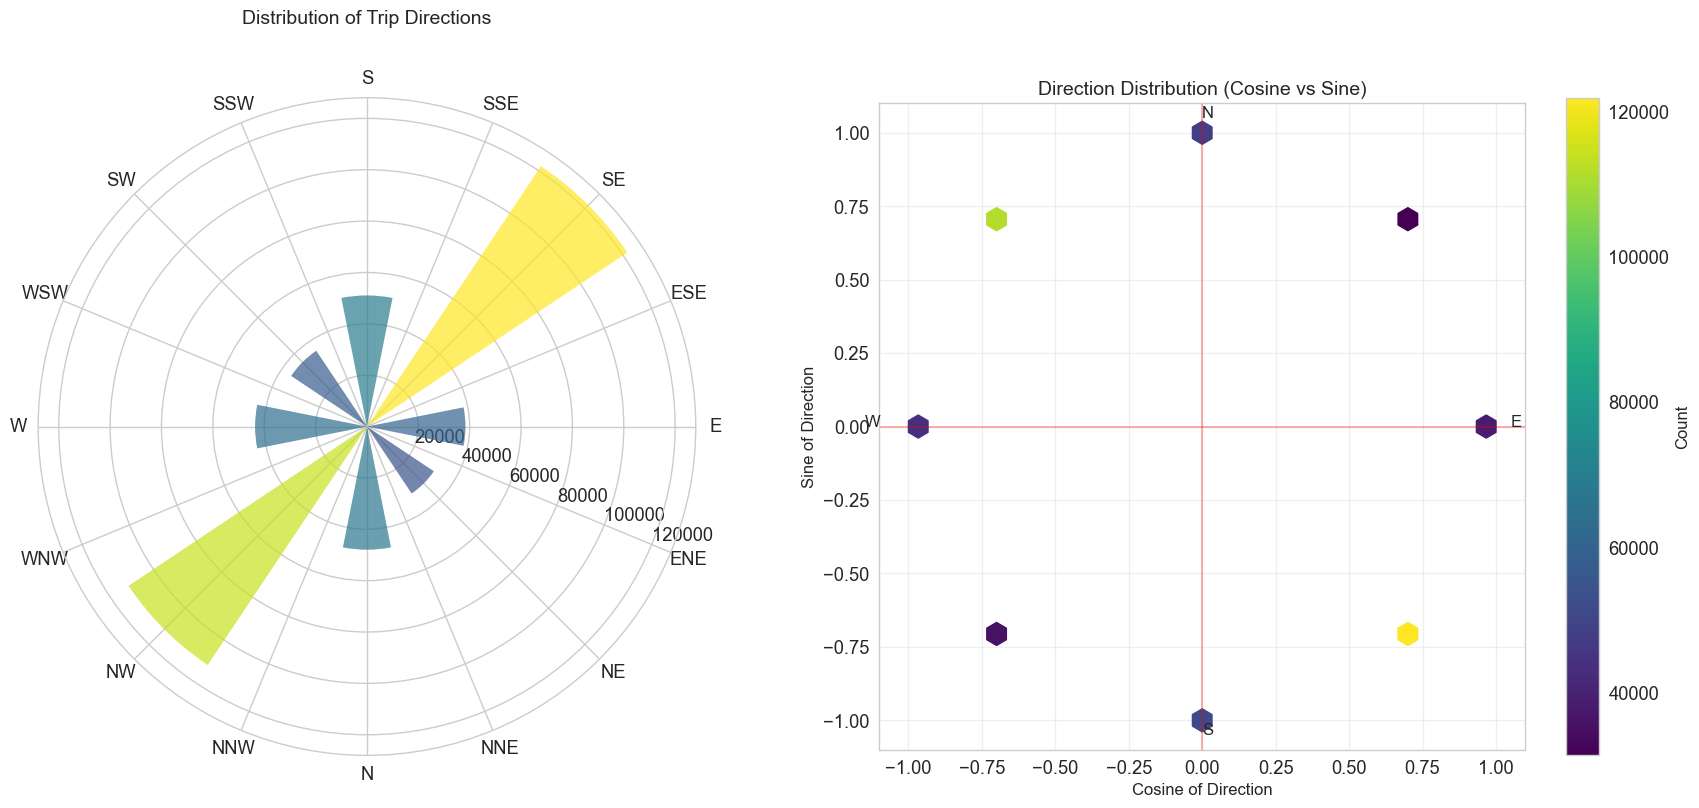 Distribution of Trip Directions
S
SSW
SSE
SW
SE
WSW
ESE
W
E
20000
40000
60000
80000
100000
120000
WNW
ENE
NW
NE
NNW
NNE
N
Direction Distribution (Cosine vs Sine)
N
W
E
S
1.00
0.75
0.50
0.25
0.00
−0.25
−0.50
−0.75
−1.00
Sine of Direction
−1.00
−0.75
−0.50
−0.25
0.00
0.25
0.50
0.75
1.00
Cosine of Direction
120000
100000
80000
60000
40000
Count